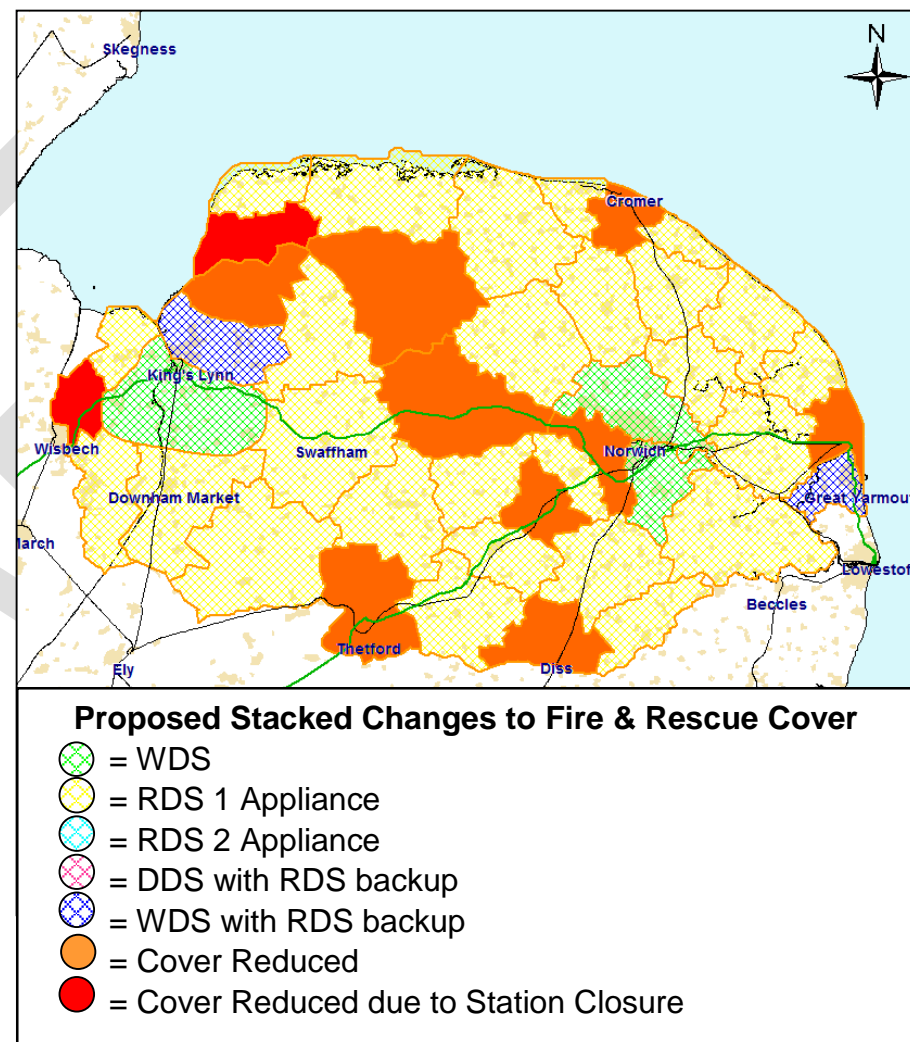 Skegness
N
Cromer
King's Lynn
Wisbech
Swaffham
Norwich
Downham Market
Great Yarmout
March
Lowestof
Beccles
Thetford
Diss
Ely
Proposed Stacked Changes to Fire & Rescue Cover
= WDS
= RDS 1 Appliance
= RDS 2 Appliance
= DDS with RDS backup
= WDS with RDS backup
= Cover Reduced
= Cover Reduced due to Station Closure